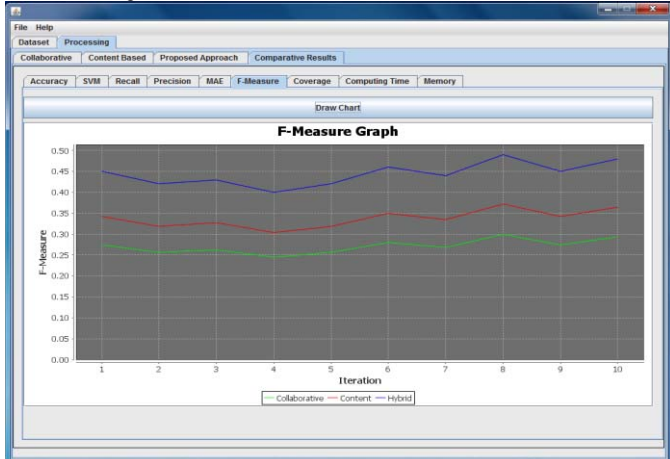 File Help
Dataset Processing
Collaborative Content Based Proposed Approach Comparative Results
Accuracy SVM Recall Precision MAE F-Measure Coverage Computing Time Memory
Draw Chart
F-Measure Graph
0.50
0.45
0.40
0.35
0.30
0.25
0.20
0.15
0.10
0.05
0.00
F-Measure
1 2 3 4 5 6 7 8 9 10
Iteration
Collaborative Content Hybrid